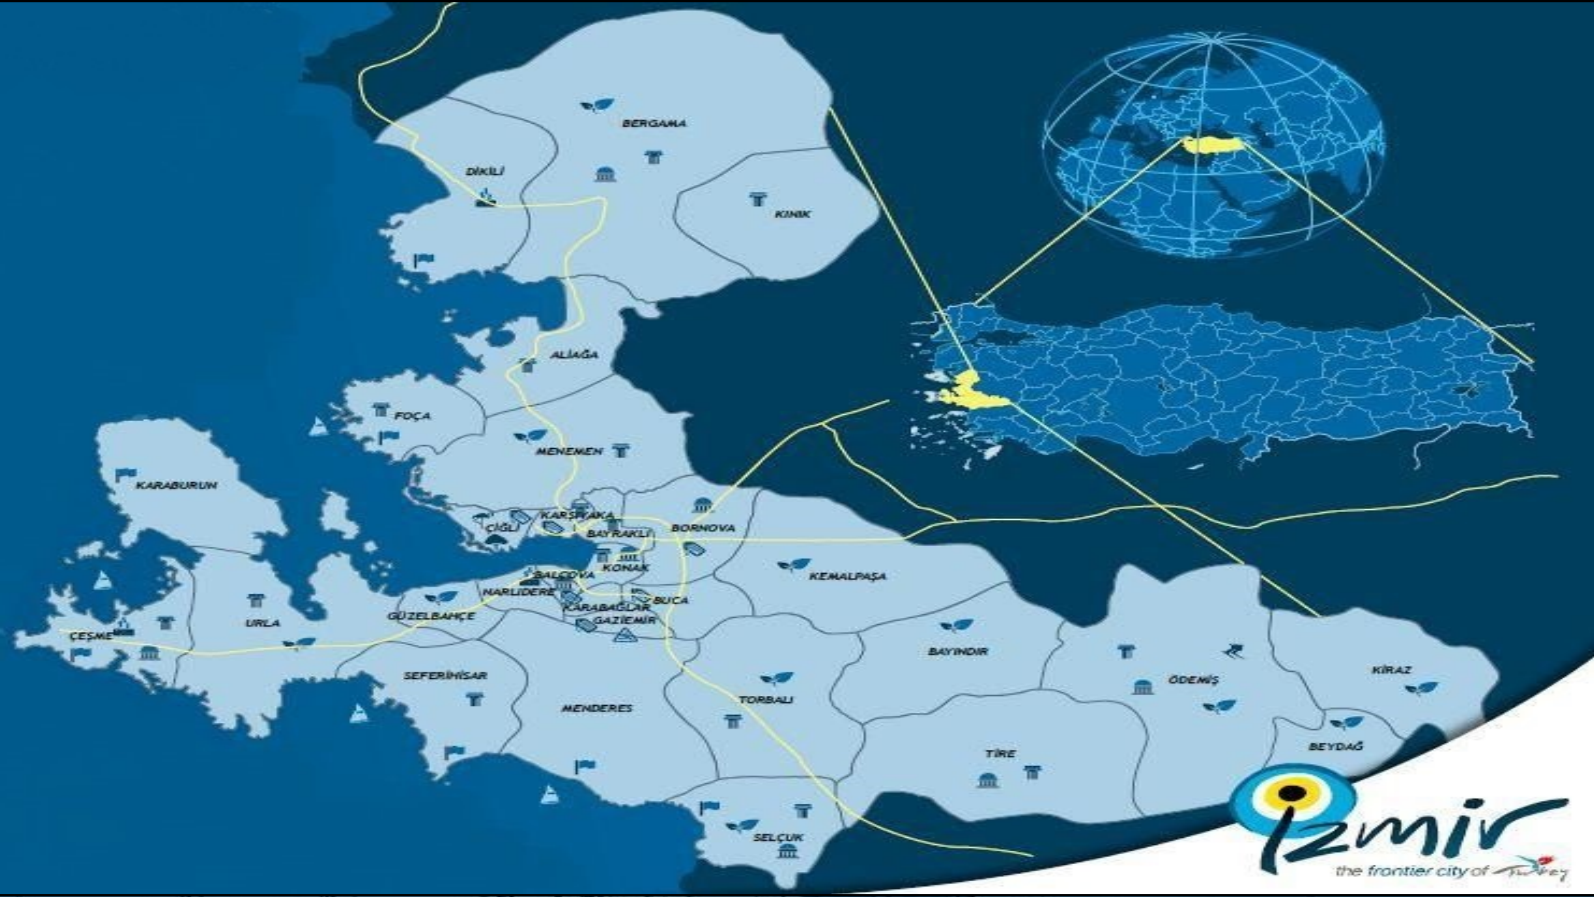 BERGAMA
DİKİLİ
KINIK
ALİAĞA
FOÇA
MENEMEN
KARABURUN
ÇİĞLİ
KARŞIYAKA
BAYRAKLI
BORNOVA
KONAK
BALÇOVA
KEMALPAŞA
NARLIDERE
KARABAĞLAR
BUCA
GÜZELBAHÇE
GAZİEMİR
URLA
ÇEŞME
BAYINDIR
SEFERİHİSAR
KİRAZ
ÖDEMİŞ
TORBALI
MENDERES
BEYDAĞ
TİRE
SELÇUK
izmir
the frontier city of Turkey